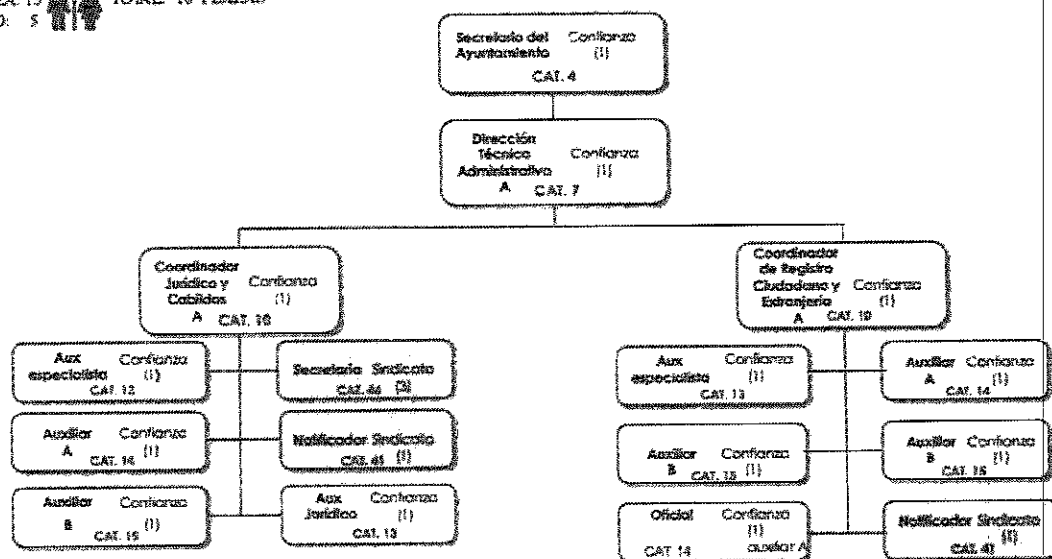 Secretario del Confianza
Ayuntamiento (1)
CAT. 4
Dirección
Técnica Confianza
Administrativa (1)
A CAT. 7
Coordinador
Jurídico y Confianza
Cabildos (1)
A CAT. 10
Coordinador
de Registro
Ciudadano y Confianza
Extranjería (1)
A CAT. 10
Aux Confianza
especialista (1)
Secretaria Sindicato
Auxiliar Confianza
A CAT. 14 (1)
Notificador Sindicato
CAT. 41 (1)
Auxiliar Confianza
B (1)
CAT. 15
Aux Confianza
Jurídico (1)
CAT. 13
Aux Confianza
especialista (1)
CAT. 13
Auxiliar Confianza
A (1)
CAT. 14
Auxiliar Confianza
B CAT. 15 (1)
Auxiliar Confianza
B (1)
CAT. 15
Oficial Confianza
(1)
CAT 14 auxiliar A
Notificador Sindicato
(1)
CAT. 41